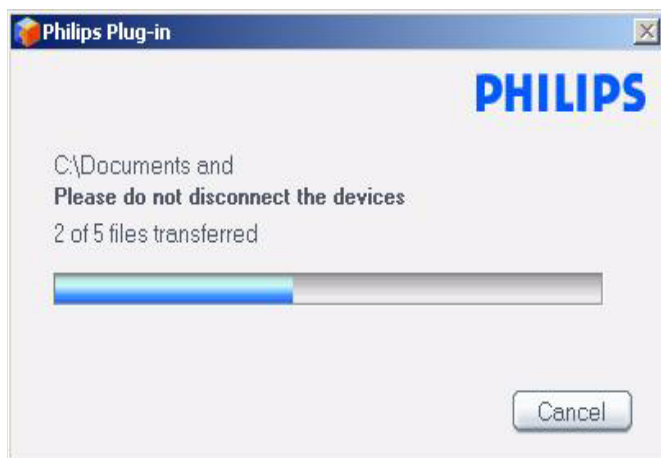 Philips Plug-in
PHILIPS
C:\Documents and
Please do not disconnect the devices
2 of 5 files transferred
Cancel